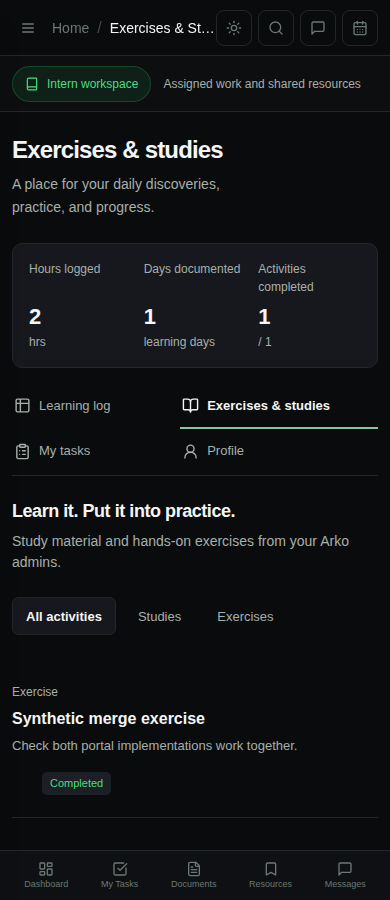 Home / Exercises & St...
Intern workspace
Assigned work and shared resources
Exercises & studies
A place for your daily discoveries,
practice, and progress.
Hours logged
Days documented
Activities
completed
2
1
1
hrs
learning days
/ 1
Learning log
Exercises & studies
My tasks
Profile
Learn it. Put it into practice.
Study material and hands-on exercises from your Arko
admins.
All activities
Studies
Exercises
Exercise
Synthetic merge exercise
Check both portal implementations work together.
Completed
Dashboard
My Tasks
Documents
Resources
Messages